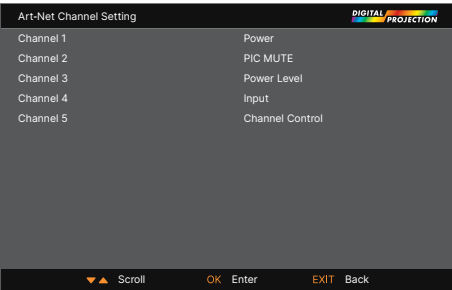 Art-Net Channel Setting
DIGITAL PROJECTION
Channel 1 Power
Channel 2 PIC MUTE
Channel 3 Power Level
Channel 4 Input
Channel 5 Channel Control
Scroll OK Enter EXIT Back